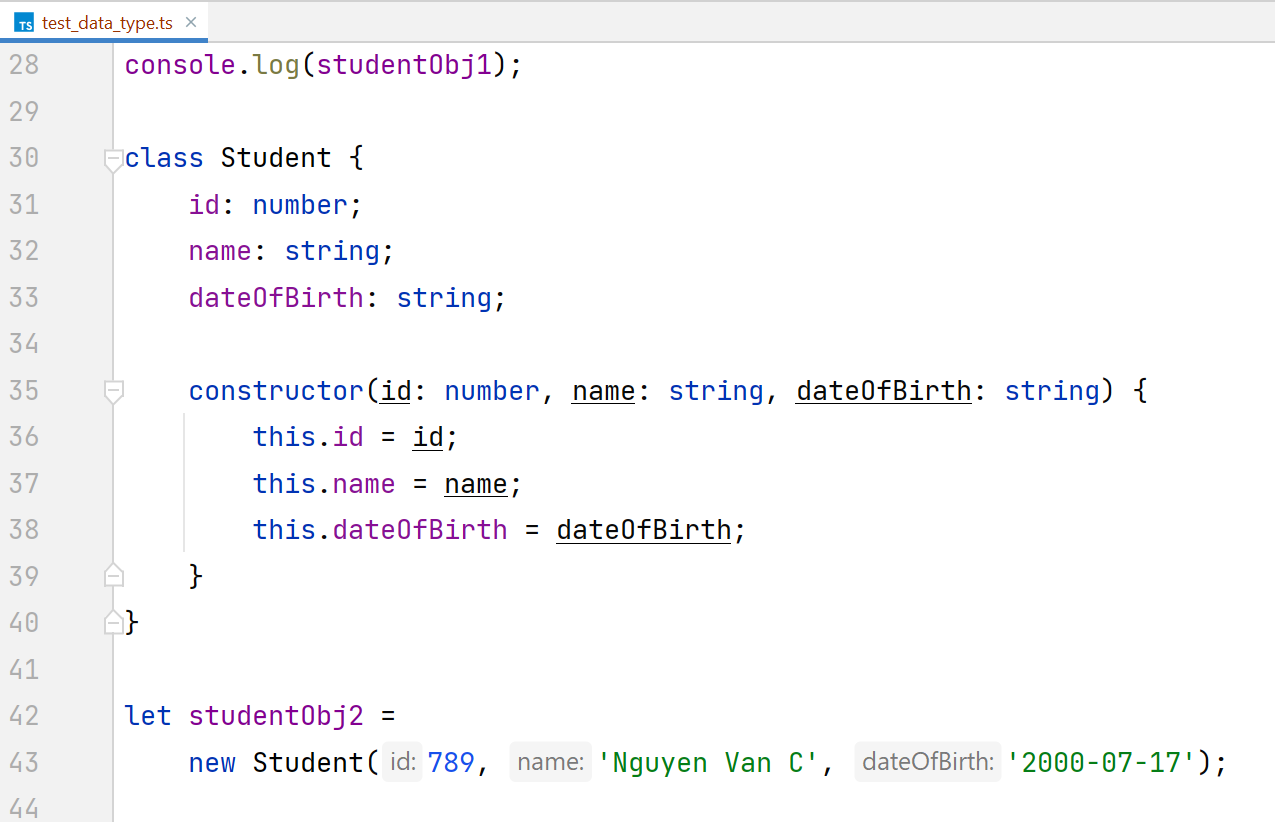 TS test_data_type.ts ×
28 console.log(studentObj1);
29
30 class Student {
31     id: number;
32     name: string;
33     dateOfBirth: string;
34
35     constructor(id: number, name: string, dateOfBirth: string) {
36         this.id = id;
37         this.name = name;
38         this.dateOfBirth = dateOfBirth;
39     }
40 }
41
42 let studentObj2 =
43     new Student( id: 789, name: 'Nguyen Van C', dateOfBirth: '2000-07-17');
44